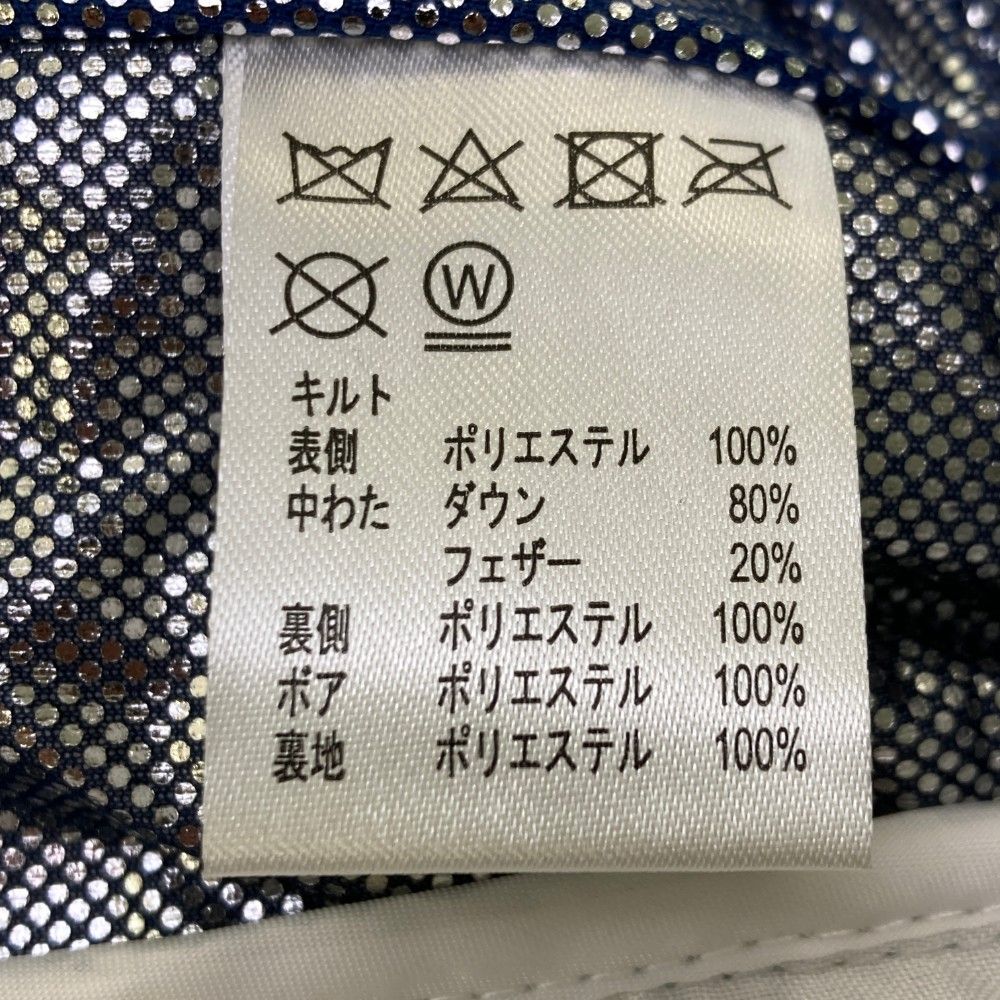 W
キルト
表側 ポリエステル 100%
中わた ダウン 80%
フェザー 20%
裏側 ポリエステル 100%
ボア ポリエステル 100%
裏地 ポリエステル 100%